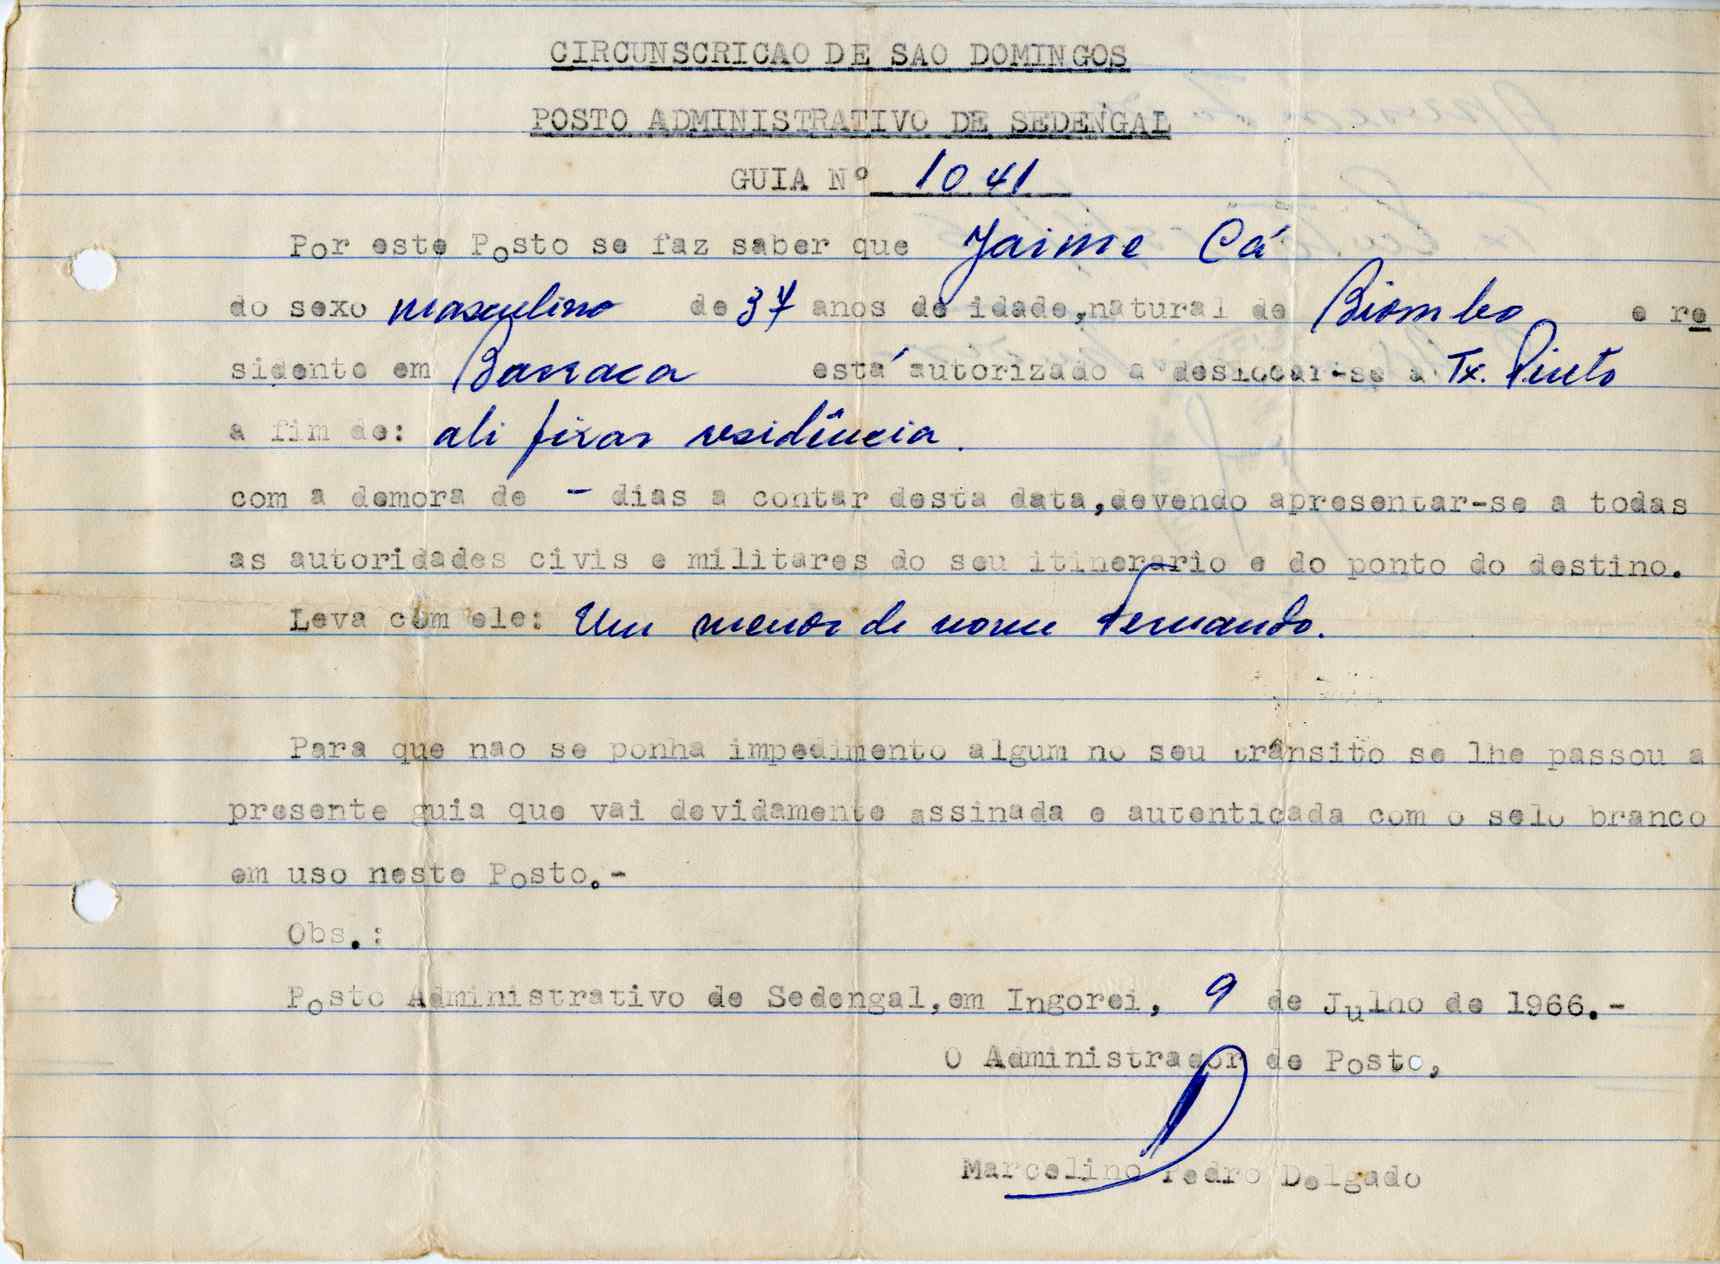 CIRCUNSCRICAO DE SAO DOMINGOS
POSTO ADMINISTRATIVO DE SEDENGAL
GUIA Nº 1041
Por este Posto se faz saber que Jaime Cá
do sexo masculino de 37 anos de idade, natural de Biombo e re
sidente em Barraca está autorizado a deslocar-se a Tx. Pinto
a fim de: ali fixar residência.
com a demora de - dias a contar desta data, devendo apresentar-se a todas
as autoridades civis e militares do seu itinerario e do ponto do destino.
Leva com ele: Um menor de nome Fernando.
Para que nao se ponha impedimento algum no seu trânsito se lhe passou a
presente guia que vai devidamente assinada e autenticada com o selo branco
em uso neste Posto.-
Obs.:
Posto Administrativo de Sedengal, em Ingorei, 9 de Julho de 1966.-
O Administrador de Posto,
Marcelino Pedro Delgado